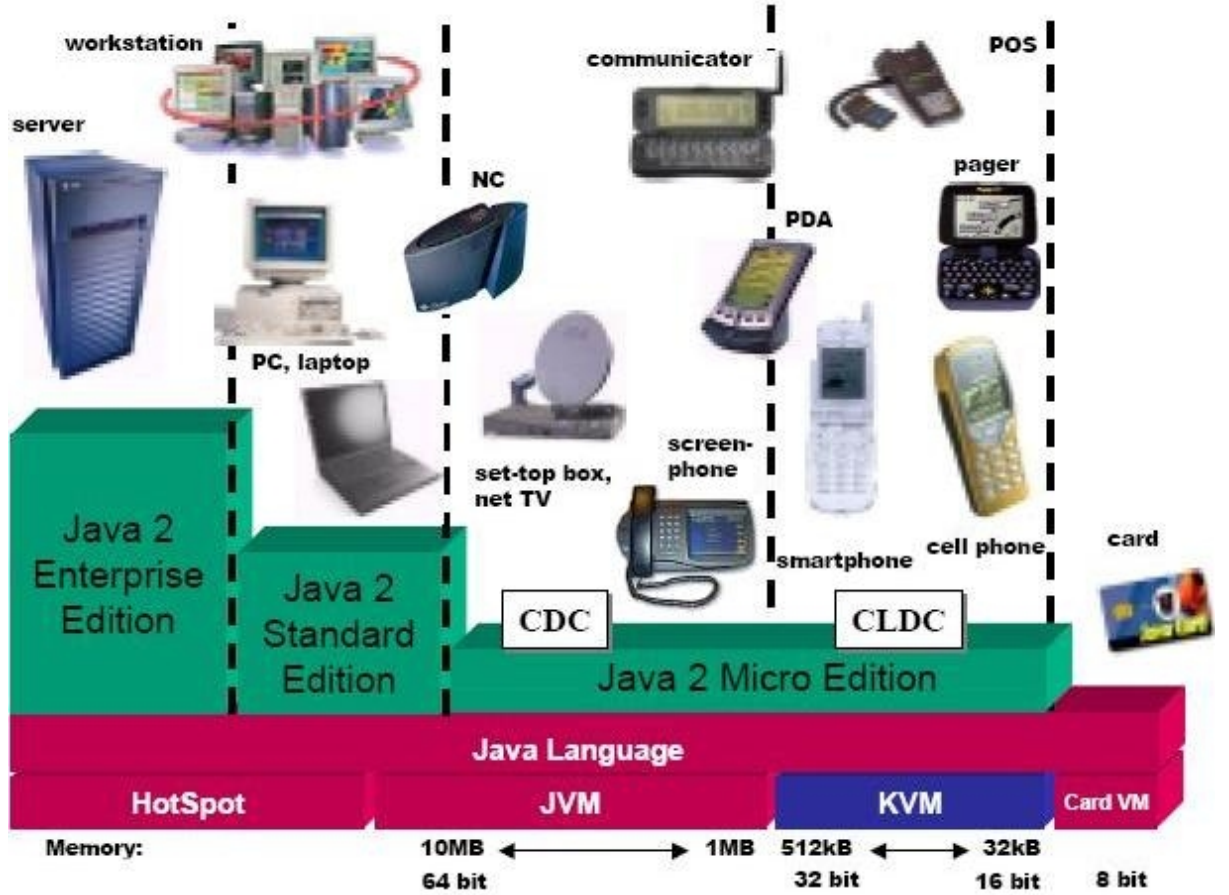 workstation
server
communicator
POS
NC
pager
PDA
PC, laptop
set-top box,
net TV
screen-
phone
smartphone
cell phone
card
Java 2
Enterprise
Edition
Java 2
Standard
Edition
CDC
CLDC
Java 2 Micro Edition
Java Language
HotSpot
JVM
KVM
Card VM
Memory:
10MB
1MB
512kB
32kB
64 bit
32 bit
16 bit
8 bit